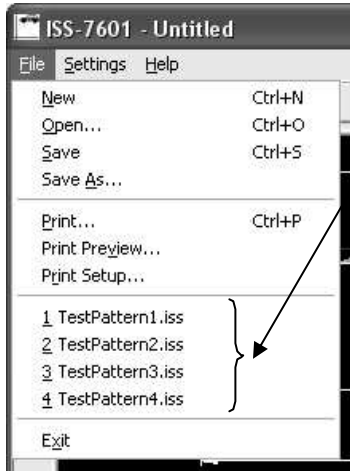 ISS-7601 - Untitled
File Settings Help
New Ctrl+N
Open... Ctrl+O
Save Ctrl+S
Save As...
Print... Ctrl+P
Print Preview...
Print Setup...
1 TestPattern1.iss
2 TestPattern2.iss
3 TestPattern3.iss
4 TestPattern4.iss
Exit